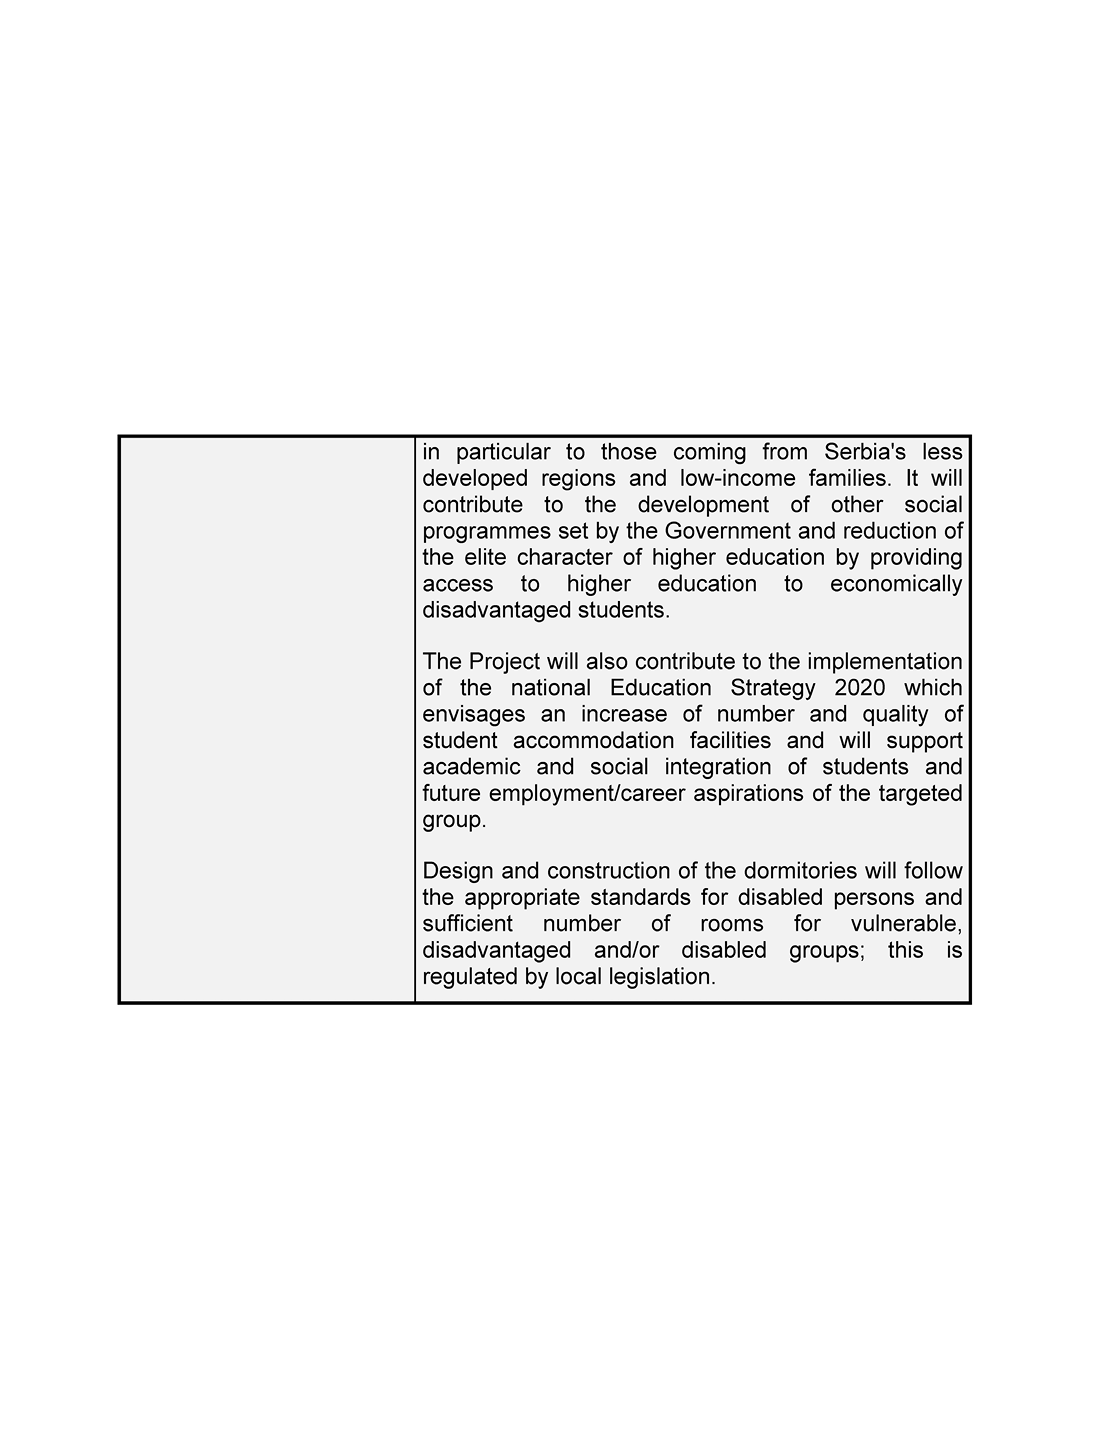 in particular to those coming from Serbia's less
developed regions and low-income families. It will
contribute to the development of other social
programmes set by the Government and reduction of
the elite character of higher education by providing
access to higher education to economically
disadvantaged students.
The Project will also contribute to the implementation
of the national Education Strategy 2020 which
envisages an increase of number and quality of
student accommodation facilities and will support
academic and social integration of students and
future employment/career aspirations of the targeted
group.
Design and construction of the dormitories will follow
the appropriate standards for disabled persons and
sufficient number of rooms for vulnerable,
disadvantaged and/or disabled groups; this is
regulated by local legislation.